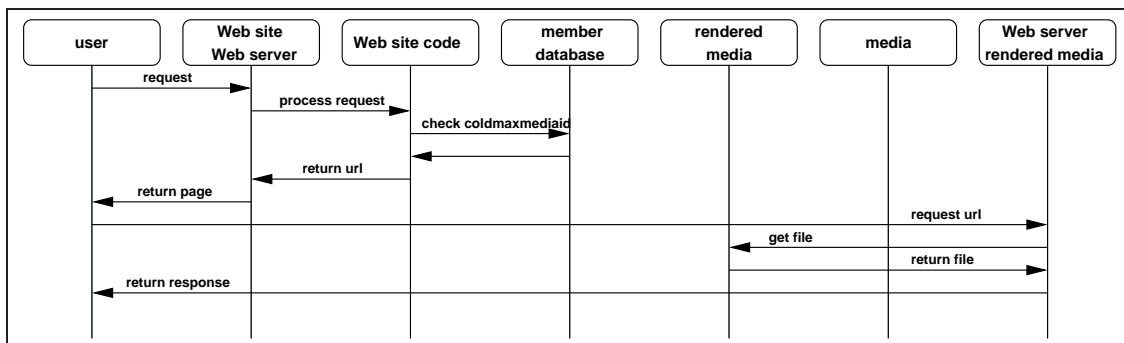 user
Web site
Web server
Web site code
member
database
rendered
media
media
Web server
rendered media
request
process request
check coldmaxmediaid
return url
return page
request url
get file
return file
return response